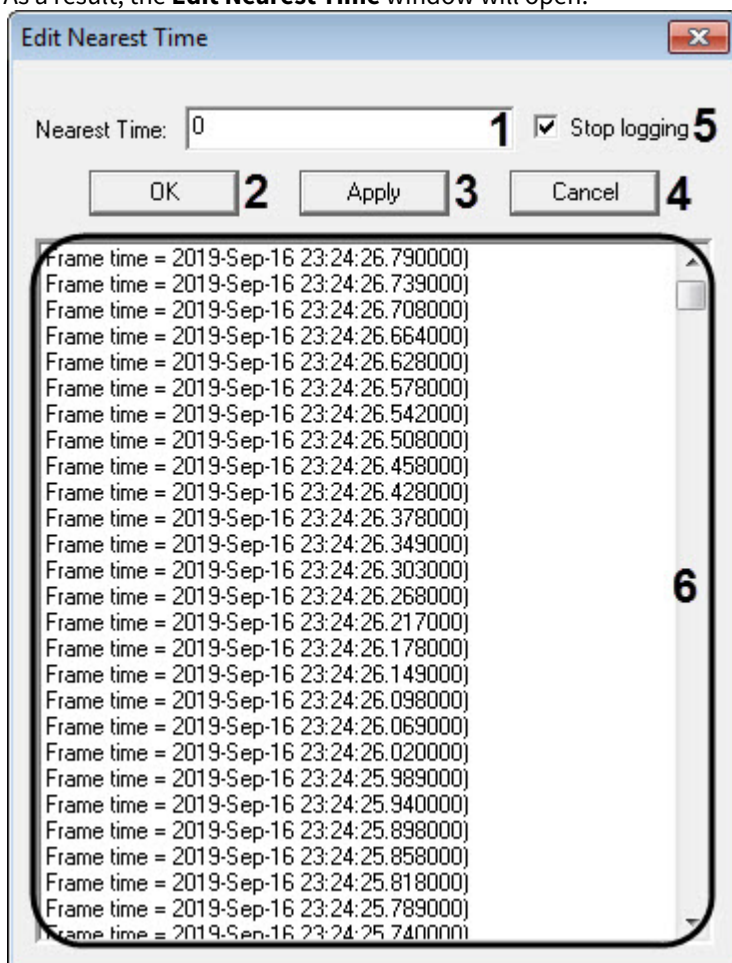 As a result, the Edit Nearest Time window will open.
Edit Nearest Time
Nearest Time: 0 1 Stop logging 5
OK 2 Apply 3 Cancel 4
Frame time = 2019-Sep-16 23:24:26.790000)
Frame time = 2019-Sep-16 23:24:26.739000)
Frame time = 2019-Sep-16 23:24:26.708000)
Frame time = 2019-Sep-16 23:24:26.664000)
Frame time = 2019-Sep-16 23:24:26.628000)
Frame time = 2019-Sep-16 23:24:26.578000)
Frame time = 2019-Sep-16 23:24:26.542000)
Frame time = 2019-Sep-16 23:24:26.508000)
Frame time = 2019-Sep-16 23:24:26.458000)
Frame time = 2019-Sep-16 23:24:26.428000)
Frame time = 2019-Sep-16 23:24:26.378000)
Frame time = 2019-Sep-16 23:24:26.349000)
Frame time = 2019-Sep-16 23:24:26.303000)
Frame time = 2019-Sep-16 23:24:26.268000)
6
Frame time = 2019-Sep-16 23:24:26.217000)
Frame time = 2019-Sep-16 23:24:26.178000)
Frame time = 2019-Sep-16 23:24:26.149000)
Frame time = 2019-Sep-16 23:24:26.098000)
Frame time = 2019-Sep-16 23:24:26.069000)
Frame time = 2019-Sep-16 23:24:26.020000)
Frame time = 2019-Sep-16 23:24:25.989000)
Frame time = 2019-Sep-16 23:24:25.940000)
Frame time = 2019-Sep-16 23:24:25.898000)
Frame time = 2019-Sep-16 23:24:25.858000)
Frame time = 2019-Sep-16 23:24:25.818000)
Frame time = 2019-Sep-16 23:24:25.789000)
Frame time = 2019-Sep-16 23:24:25.740000)